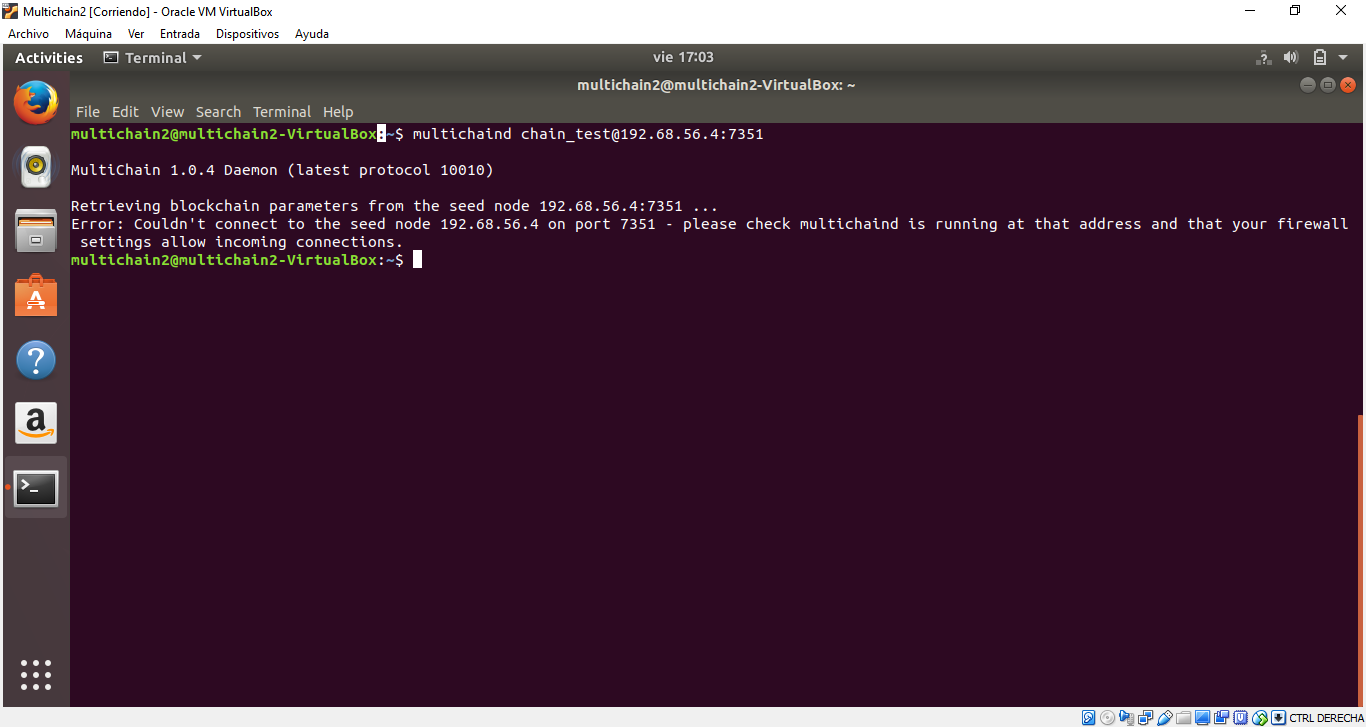 Multichain2 [Corriendo] - Oracle VM VirtualBox
Archivo Máquina Ver Entrada Dispositivos Ayuda
Activities Terminal vie 17:03
multichain2@multichain2-VirtualBox: ~
File Edit View Search Terminal Help
multichain2@multichain2-VirtualBox:~$ multichaind chain_test@192.68.56.4:7351
MultiChain 1.0.4 Daemon (latest protocol 10010)
Retrieving blockchain parameters from the seed node 192.68.56.4:7351 ...
Error: Couldn't connect to the seed node 192.68.56.4 on port 7351 - please check multichaind is running at that address and that your firewall
settings allow incoming connections.
multichain2@multichain2-VirtualBox:~$
CTRL DERECHA